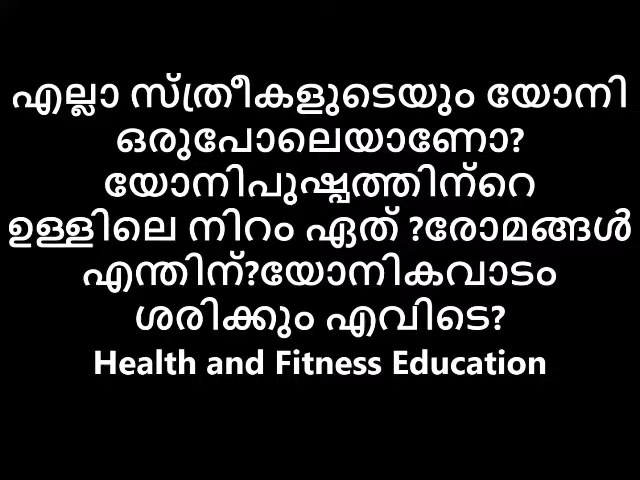 എല്ലാ സ്ത്രീകളുടെയും യോനി
ഒരുപോലെയാണോ?
യോനിപുഷ്പത്തിന്റെ
ഉള്ളിലെ നിറം ഏത് ?രോമങ്ങൾ
എന്തിന്?യോനികവാടം
ശരിക്കും എവിടെ?
Health and Fitness Education